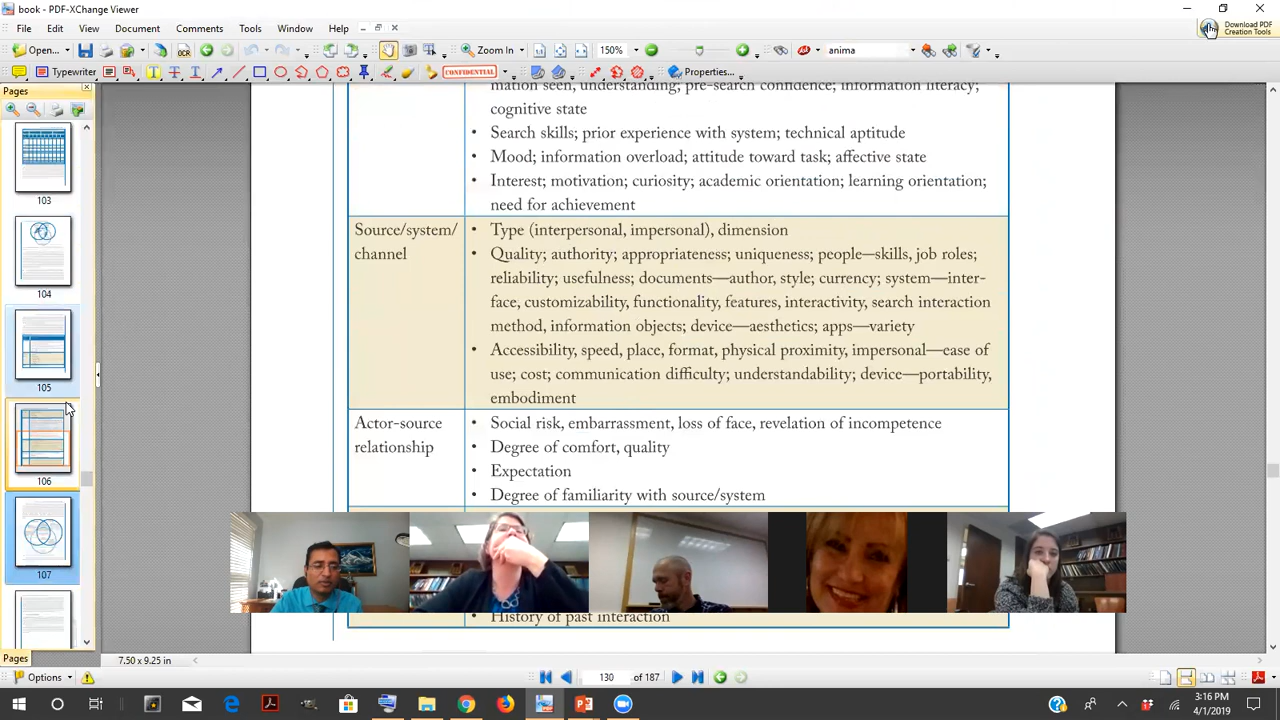 book - PDF-XChange Viewer
File Edit View Document Comments Tools Window Help
Download PDF
Creation Tools
Open... OCR Zoom In 150% anima
Typewriter CONFIDENTIAL Properties...
Pages
mation seen, understanding; pre-search confidence; information literacy;
cognitive state
• Search skills; prior experience with system; technical aptitude
• Mood; information overload; attitude toward task; affective state
• Interest; motivation; curiosity; academic orientation; learning orientation;
need for achievement
Source/system/
channel
• Type (interpersonal, impersonal), dimension
• Quality; authority; appropriateness; uniqueness; people—skills, job roles;
reliability; usefulness; documents—author, style; currency; system—inter-
face, customizability, functionality, features, interactivity, search interaction
method, information objects; device—aesthetics; apps—variety
• Accessibility, speed, place, format, physical proximity, impersonal—ease of
use; cost; communication difficulty; understandability; device—portability,
embodiment
Actor-source
relationship
• Social risk, embarrassment, loss of face, revelation of incompetence
• Degree of comfort, quality
• Expectation
• Degree of familiarity with source/system
History of past interaction
103
104
105
106
107
Pages
7.50 x 9.25 in
Options
130 of 187
3:16 PM
4/1/2019